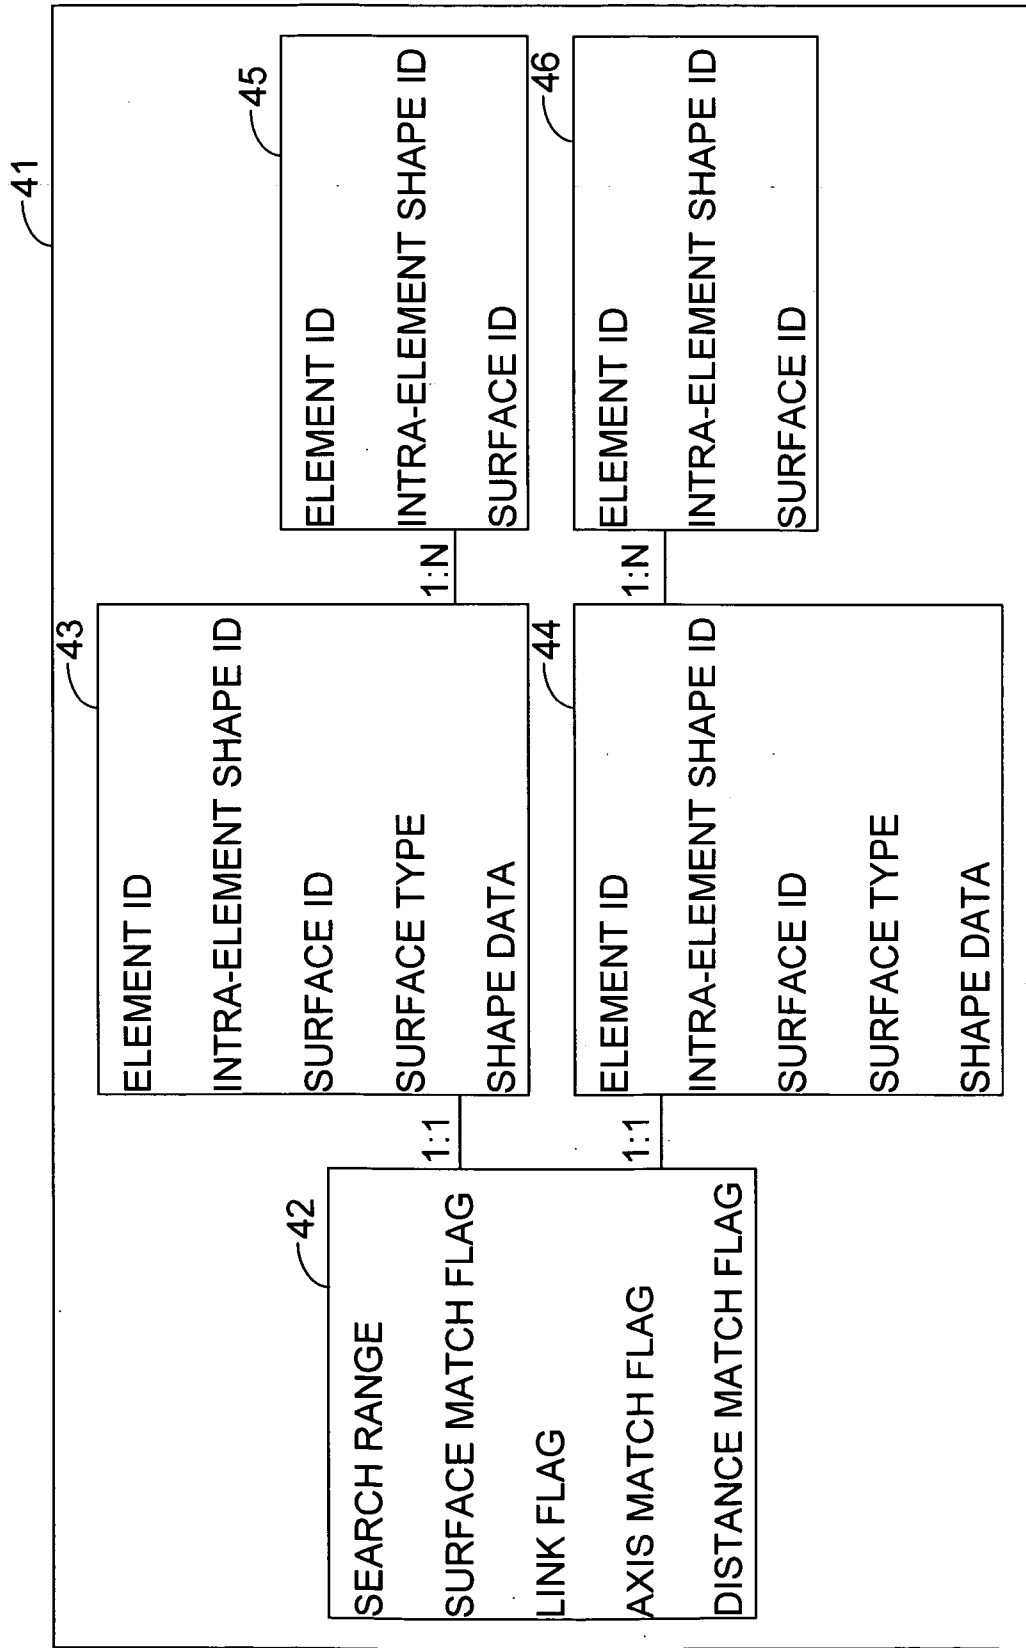 41
42
SEARCH RANGE
SURFACE MATCH FLAG
LINK FLAG
AXIS MATCH FLAG
DISTANCE MATCH FLAG
1:1
1:1
43
ELEMENT ID
INTRA-ELEMENT SHAPE ID
SURFACE ID
SURFACE TYPE
SHAPE DATA
44
ELEMENT ID
INTRA-ELEMENT SHAPE ID
SURFACE ID
SURFACE TYPE
SHAPE DATA
1:N
1:N
45
ELEMENT ID
INTRA-ELEMENT SHAPE ID
SURFACE ID
46
ELEMENT ID
INTRA-ELEMENT SHAPE ID
SURFACE ID